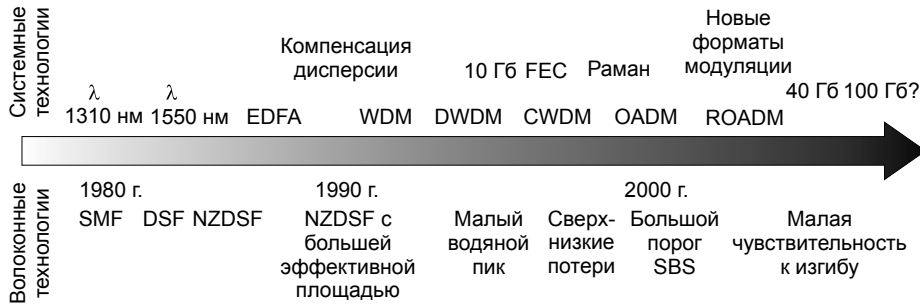 Системные
технологии
Компенсация
дисперсии
10 Гб FEC
Раман
Новые
форматы
модуляции
40 Гб 100 Гб?
λ
1310 нм
λ
1550 нм
EDFA
WDM
DWDM
CWDM
OADM
ROADM
Волоконные
технологии
1980 г.
1990 г.
2000 г.
SMF
DSF
NZDSF
NZDSF с
большей
эффективной
площадью
Малый
водяной
пик
Сверх-
низкие
потери
Большой
порог
SBS
Малая
чувствительность
к изгибу